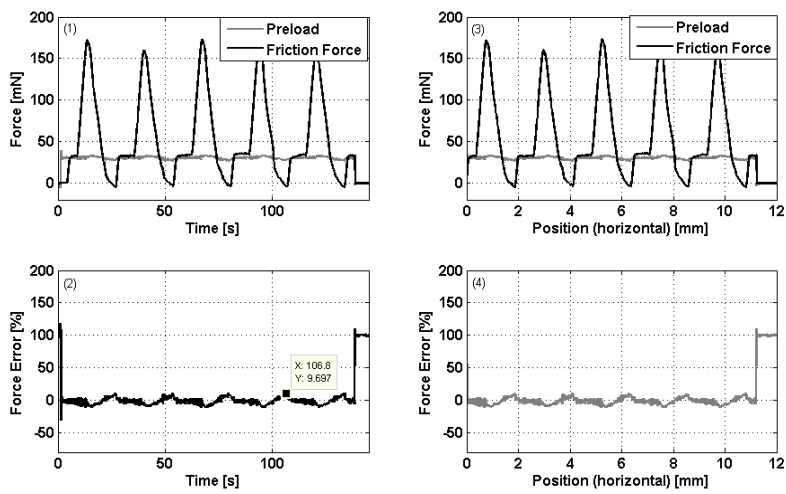 (1)
Preload
Friction Force
200
150
100
50
0
Force [mN]
0 50 100
Time [s]
(3)
Preload
Friction Force
200
150
100
50
0
Force [mN]
0 2 4 6 8 10 12
Position (horizontal) [mm]
(2)
200
150
100
50
0
-50
Force Error [%]
X: 106.8
Y: 9.697
0 50 100
Time [s]
(4)
200
150
100
50
0
-50
Force Error [%]
0 2 4 6 8 10 12
Position (horizontal) [mm]